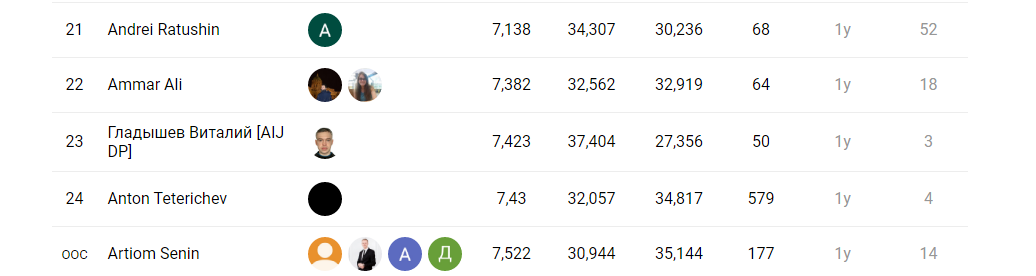 21 Andrei Ratushin A 7,138 34,307 30,236 68 1y 52
22 Ammar Ali 7,382 32,562 32,919 64 1y 18
23 Гладышев Виталий [AIJ DP] 7,423 37,404 27,356 50 1y 3
24 Anton Teterichev 7,43 32,057 34,817 579 1y 4
ooc Artiom Senin A Д 7,522 30,944 35,144 177 1y 14